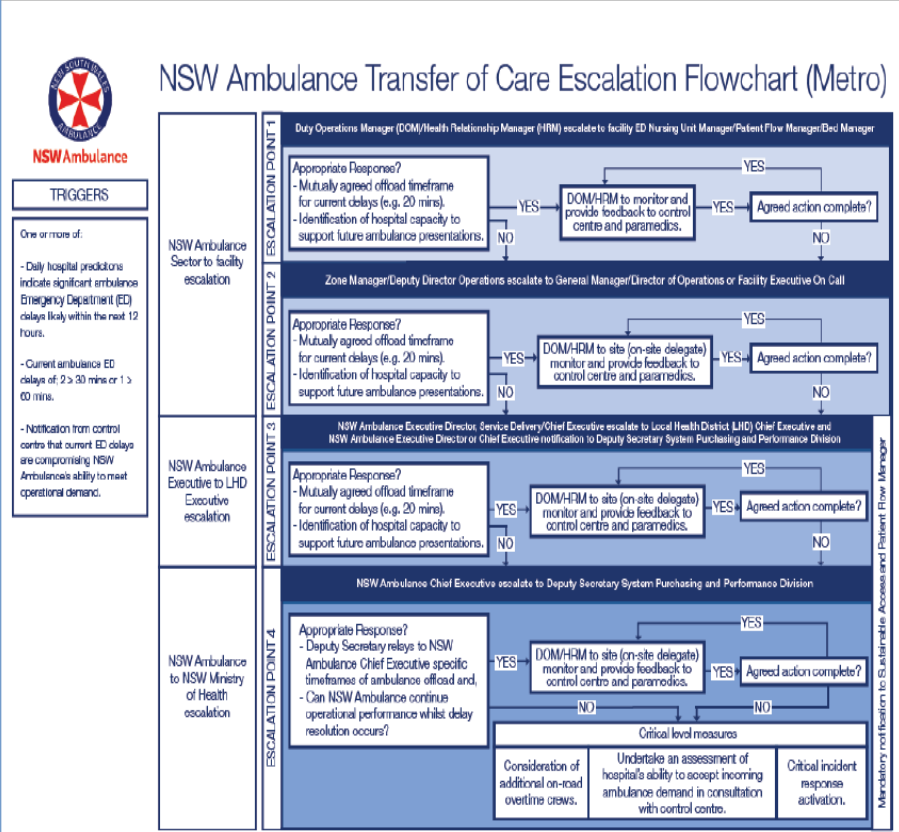 NEW SOUTH WALES
AMBULANCE
NSW Ambulance
NSW Ambulance Transfer of Care Escalation Flowchart (Metro)
TRIGGERS
One or more of:
- Daily hospital predictions
indicate significant ambulance
Emergency Department (ED)
delays likely within the next 12
hours.
- Current ambulance ED
delays of; 2 > 30 mins or 1 >
60 mins.
- Notification from control
centre that current ED delays
are compromising NSW
Ambulance's ability to meet
operational demand.
NSW Ambulance
Sector to facility
escalation
ESCALATION POINT 1
Duty Operations Manager (DOM)/Health Relationship Manager (HRM) escalate to facility ED Nursing Unit Manager/Patient Flow Manager/Bed Manager
Appropriate Response?
- Mutually agreed offload timeframe
for current delays (e.g. 20 mins).
- Identification of hospital capacity to
support future ambulance presentations.
YES
NO
DOM/HRM to monitor and
provide feedback to control
centre and paramedics.
YES
YES
Agreed action complete?
NO
ESCALATION POINT 2
Zone Manager/Deputy Director Operations escalate to General Manager/Director of Operations or Facility Executive On Call
Appropriate Response?
- Mutually agreed offload timeframe
for current delays (e.g. 20 mins).
- Identification of hospital capacity to
support future ambulance presentations.
YES
NO
DOM/HRM to site (on-site delegate)
monitor and provide feedback to
control centre and paramedics.
YES
YES
Agreed action complete?
NO
NSW Ambulance
Executive to LHD
Executive
escalation
ESCALATION POINT 3
NSW Ambulance Executive Director, Service Delivery/Chief Executive escalate to Local Health District (LHD) Chief Executive and
NSW Ambulance Executive Director or Chief Executive notification to Deputy Secretary System Purchasing and Performance Division
Appropriate Response?
- Mutually agreed offload timeframe
for current delays (e.g. 20 mins).
- Identification of hospital capacity to
support future ambulance presentations.
YES
NO
DOM/HRM to site (on-site delegate)
monitor and provide feedback to
control centre and paramedics.
YES
YES
Agreed action complete?
NO
NSW Ambulance
to NSW Ministry
of Health
escalation
ESCALATION POINT 4
NSW Ambulance Chief Executive escalate to Deputy Secretary System Purchasing and Performance Division
Appropriate Response?
- Deputy Secretary relays to NSW
Ambulance Chief Executive specific
timeframes of ambulance offload and,
- Can NSW Ambulance continue
operational performance whilst delay
resolution occurs?
YES
NO
DOM/HRM to site (on-site delegate)
monitor and provide feedback to
control centre and paramedics.
YES
YES
Agreed action complete?
NO
Critical level measures
Consideration of
additional on-road
overtime crews.
Undertake an assessment of
hospital's ability to accept incoming
ambulance demand in consultation
with control centre.
Critical incident
response
activation.
Mandatory notification to Sustainable Access and Patient Flow Manager